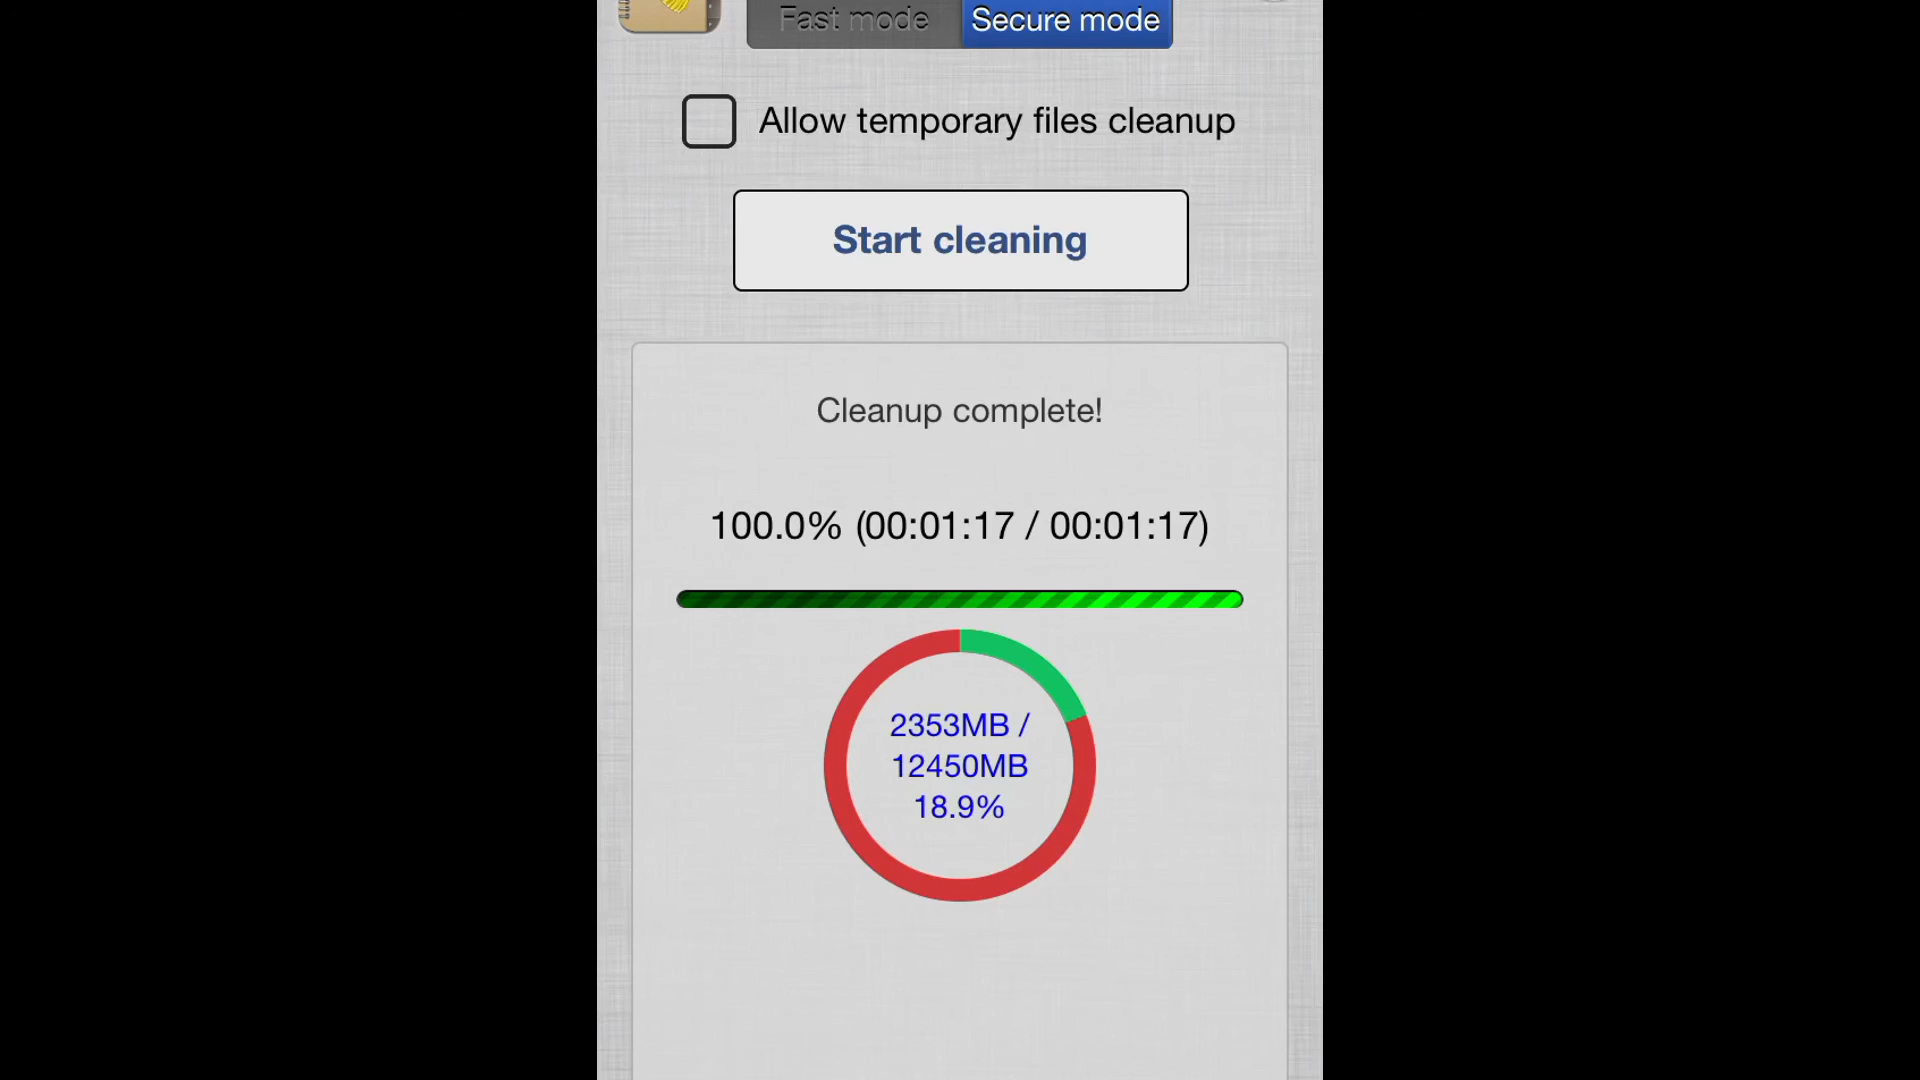 Fast mode
Secure mode
Allow temporary files cleanup
Start cleaning
Cleanup complete!
100.0% (00:01:17 / 00:01:17)
2353MB /
12450MB
18.9%